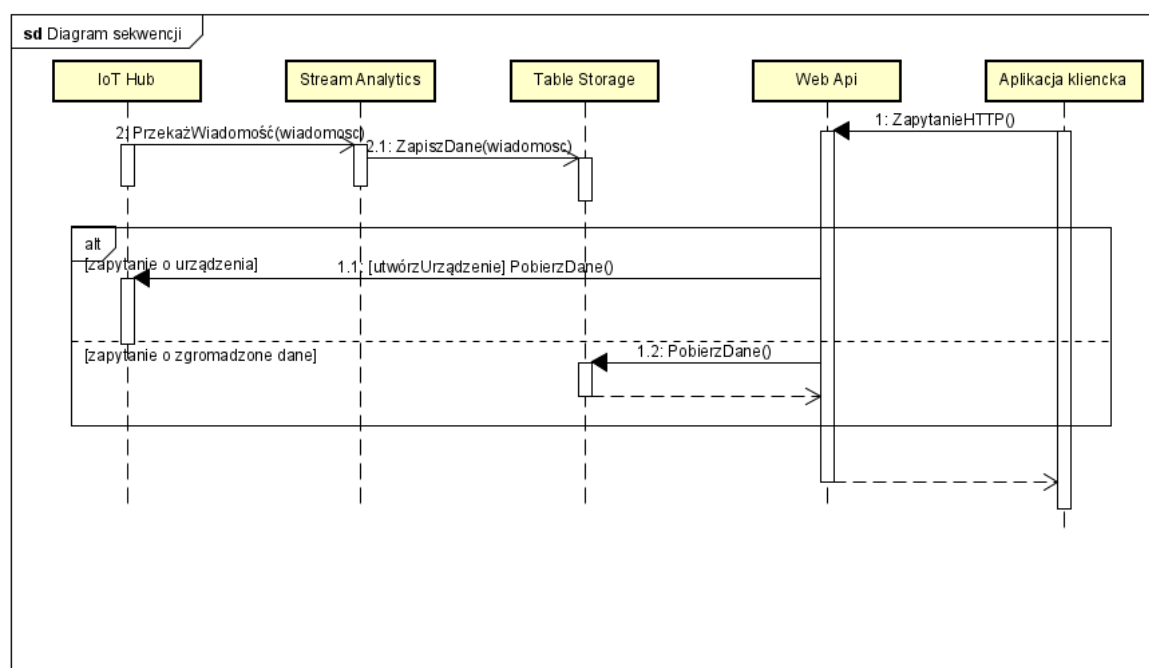 sd Diagram sekwencji
IoT Hub
Stream Analytics
Table Storage
Web Api
Aplikacja kliencka
1: ZapytanieHTTP()
2: PrzekażWiadomość(wiadomosc)
2.1: ZapiszDane(wiadomosc)
alt
[zapytanie o urządzenia]
1.1: [utwórzUrządzenie] PobierzDane()
[zapytanie o zgromadzone dane]
1.2: PobierzDane()